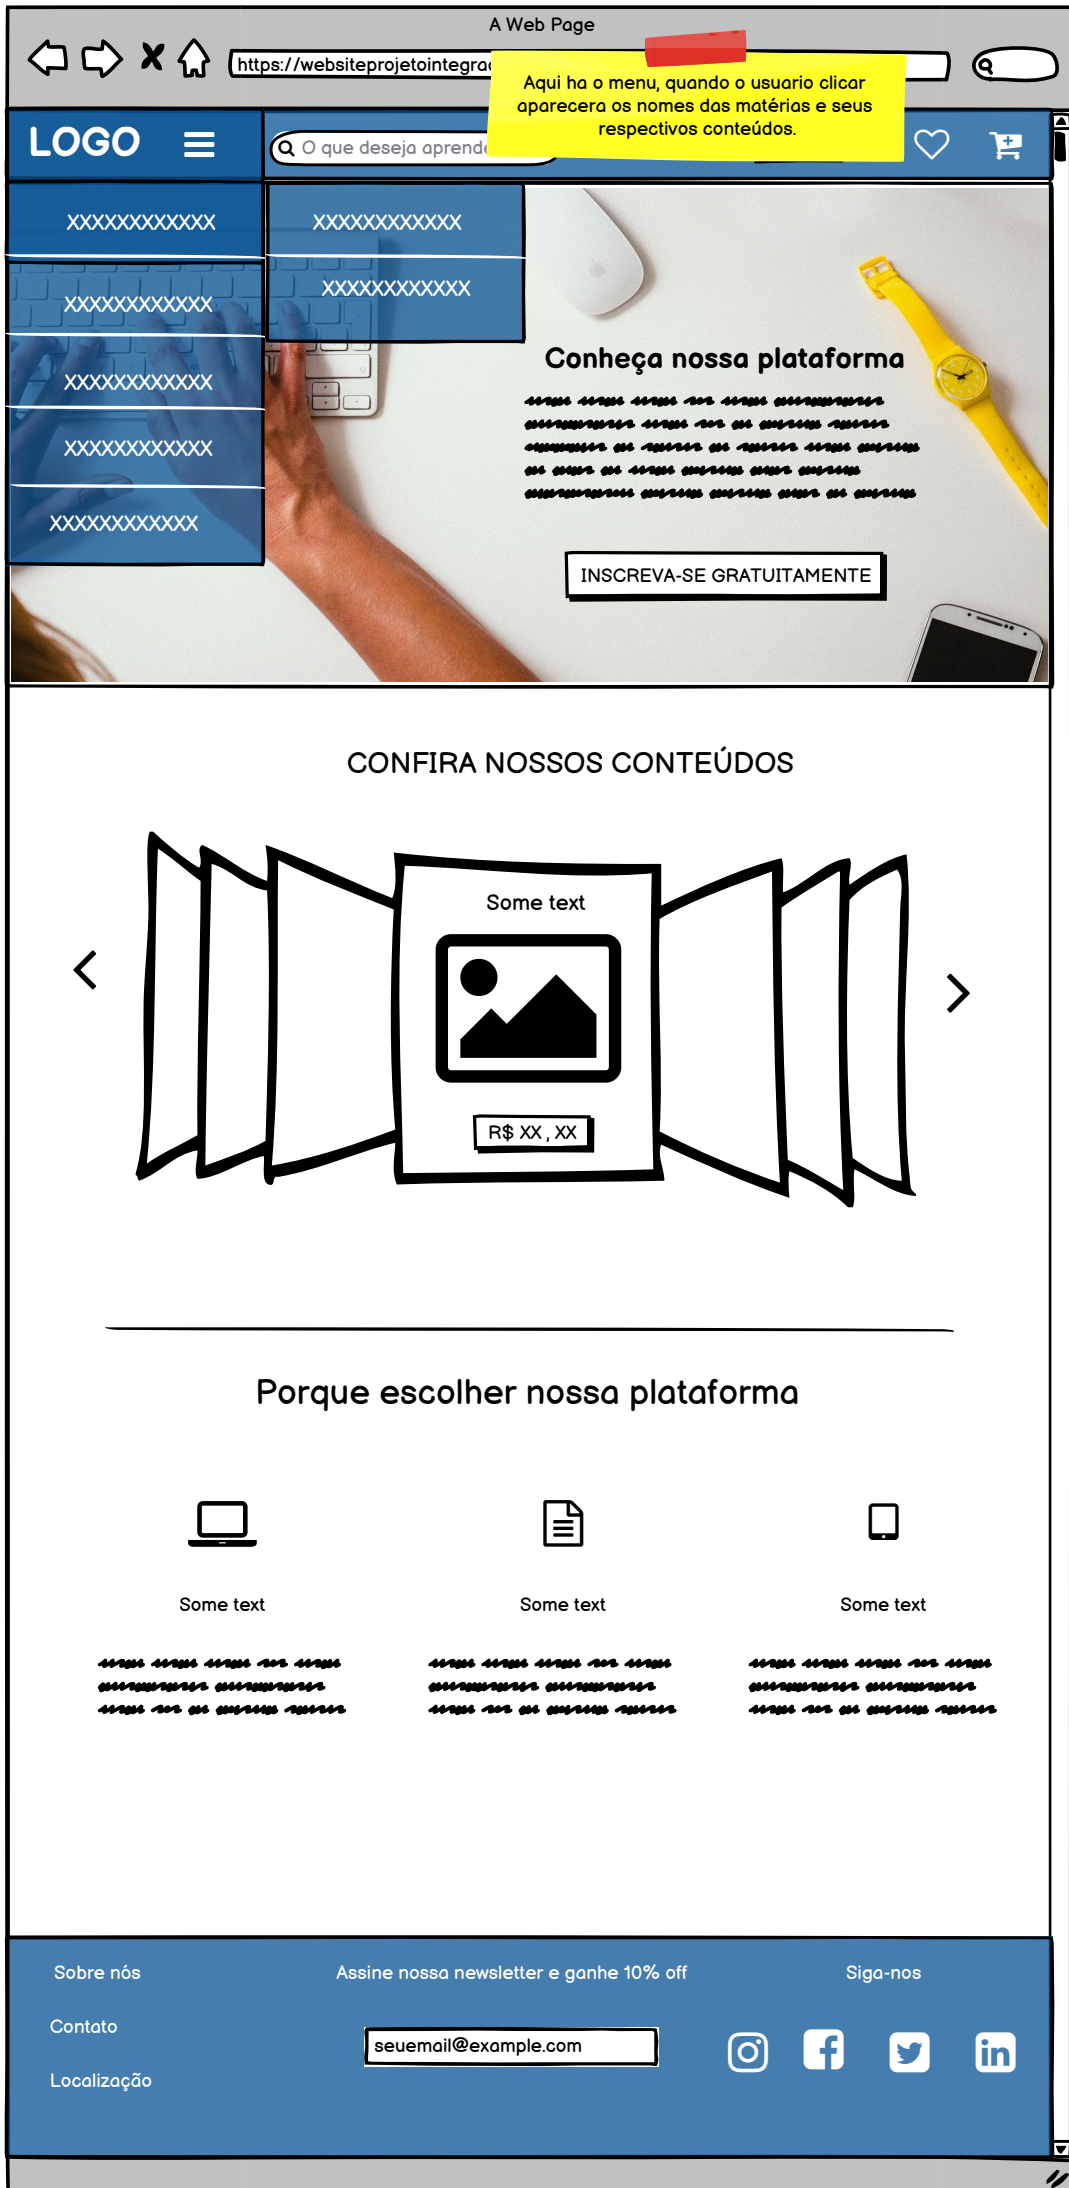 A Web Page
https://websiteprojetointegrad
Aqui ha o menu, quando o usuario clicar
aparecera os nomes das matérias e seus
respectivos conteúdos.
LOGO
O que deseja aprende
XXXXXXXXXXXX
XXXXXXXXXXXX
XXXXXXXXXXXX
XXXXXXXXXXXX
XXXXXXXXXXXX
XXXXXXXXXXXX
XXXXXXXXXXXX
Conheça nossa plataforma
INSCREVA-SE GRATUITAMENTE
CONFIRA NOSSOS CONTEÚDOS
Some text
R$ XX , XX
Porque escolher nossa plataforma
Some text
Some text
Some text
Sobre nós
Assine nossa newsletter e ganhe 10% off
Siga-nos
Contato
seuemail@example.com
Localização